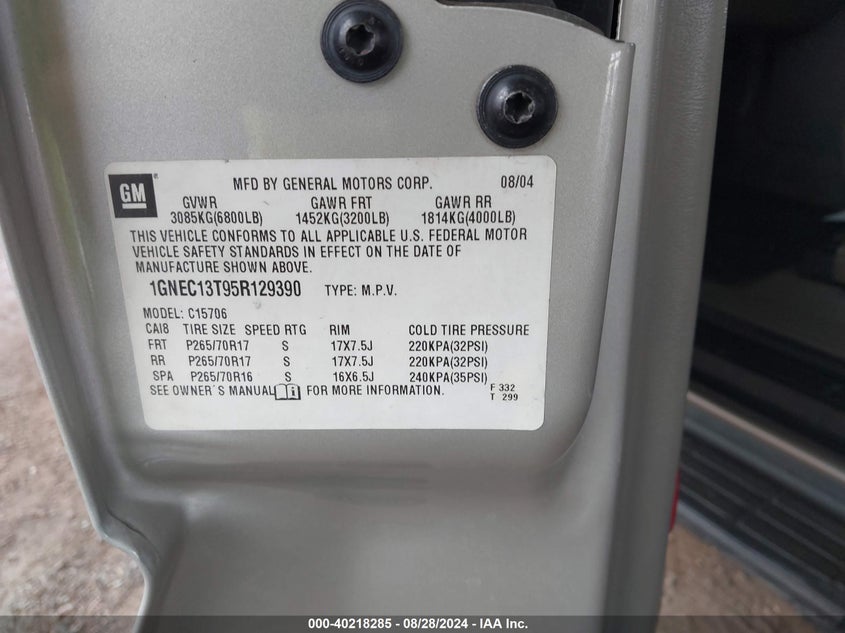 GM
MFD BY GENERAL MOTORS CORP. 08/04
GVWR GAWR FRT GAWR RR
3085KG(6800LB) 1452KG(3200LB) 1814KG(4000LB)
THIS VEHICLE CONFORMS TO ALL APPLICABLE U.S. FEDERAL MOTOR
VEHICLE SAFETY STANDARDS IN EFFECT ON THE DATE OF
MANUFACTURE SHOWN ABOVE.
1GNEC13T95R129390 TYPE: M.P.V.
MODEL: C15706
CAI8 TIRE SIZE SPEED RTG RIM COLD TIRE PRESSURE
FRT P265/70R17 S 17X7.5J 220KPA(32PSI)
RR P265/70R17 S 17X7.5J 220KPA(32PSI)
SPA P265/70R16 S 16X6.5J 240KPA(35PSI)
SEE OWNER'S MANUAL FOR MORE INFORMATION. F 332
T 299
000-40218285 - 08/28/2024 - IAA Inc.